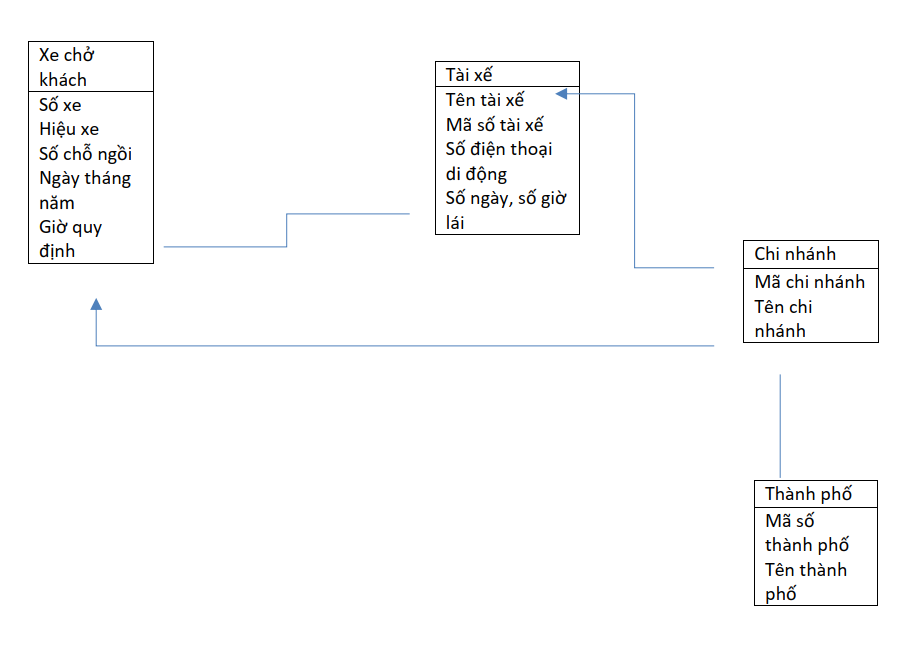 Xe chở
khách
Số xe
Hiệu xe
Số chỗ ngồi
Ngày tháng
năm
Giờ quy
định
Tài xế
Tên tài xế
Mã số tài xế
Số điện thoại
di động
Số ngày, số giờ
lái
Chi nhánh
Mã chi nhánh
Tên chi
nhánh
Thành phố
Mã số
thành phố
Tên thành
phố